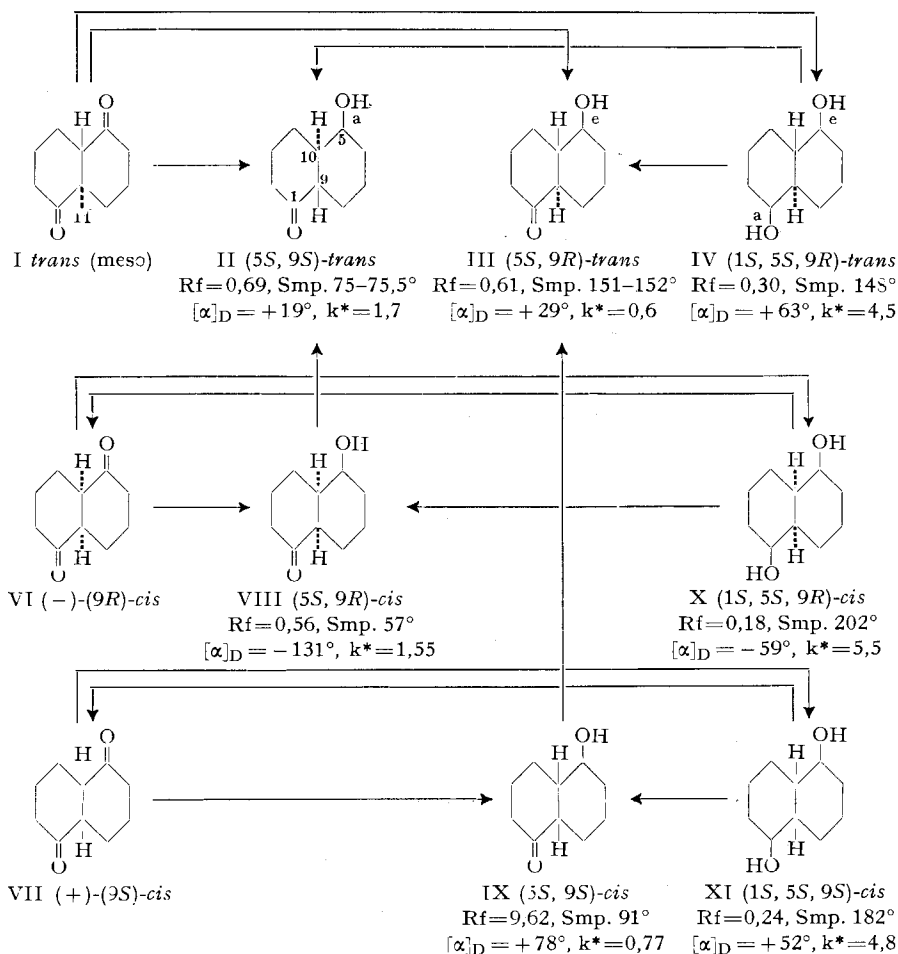 O
H
H
O
I trans (meso)
OH
H
a
5
10
9
1
H
O
II (5S, 9S)-trans
Rf=0,69, Smp. 75–75,5°
[α]D = +19°, k*=1,7
OH
H
e
H
O
III (5S, 9R)-trans
Rf=0,61, Smp. 151–152°
[α]D = +29°, k*=0,6
OH
H
e
a
HO
H
IV (1S, 5S, 9R)-trans
Rf=0,30, Smp. 148°
[α]D = +63°, k*=4,5
O
H
H
O
VI (−)-(9R)-cis
OH
H
H
O
VIII (5S, 9R)-cis
Rf=0,56, Smp. 57°
[α]D = −131°, k*=1,55
OH
H
HO
H
X (1S, 5S, 9R)-cis
Rf=0,18, Smp. 202°
[α]D = −59°, k*=5,5
O
H
H
O
VII (+)-(9S)-cis
OH
H
H
O
IX (5S, 9S)-cis
Rf=9,62, Smp. 91°
[α]D = +78°, k*=0,77
OH
H
HO
H
XI (1S, 5S, 9S)-cis
Rf=0,24, Smp. 182°
[α]D = +52°, k*=4,8